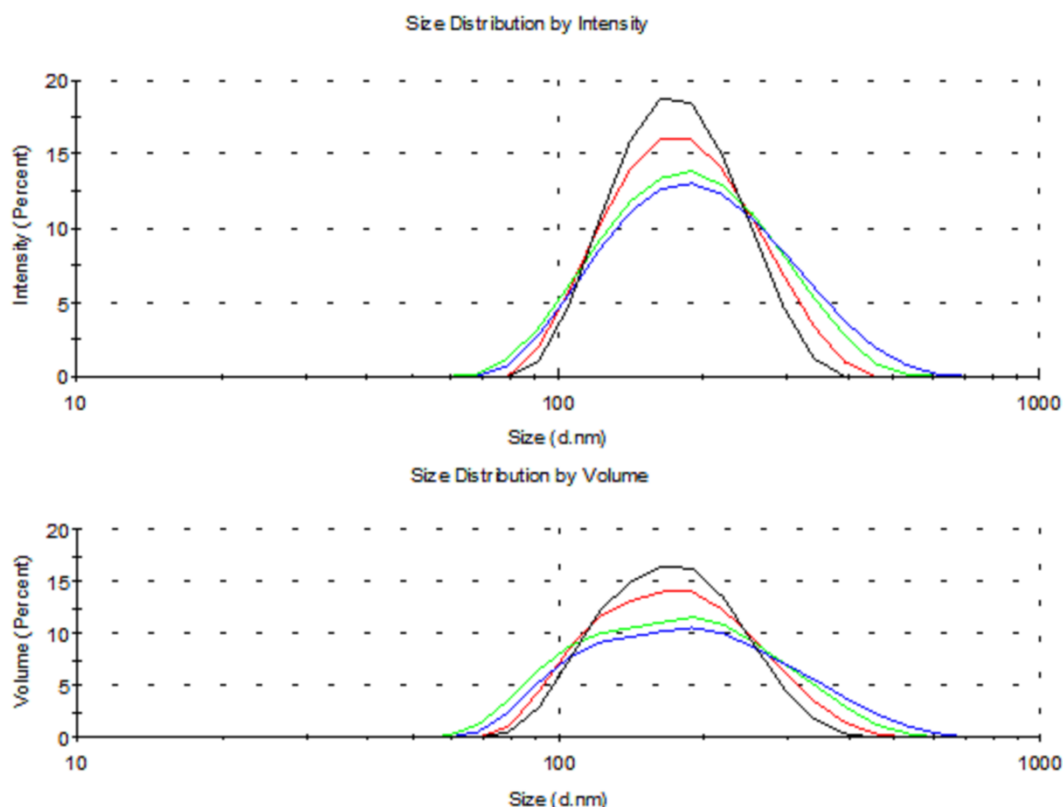 Size Distribution by Intensity
Intensity (Percent)
20
15
10
5
0
10 100 1000
Size (d.nm)
Size Distribution by Volume
Volume (Percent)
20
15
10
5
0
10 100 1000
Size (d.nm)